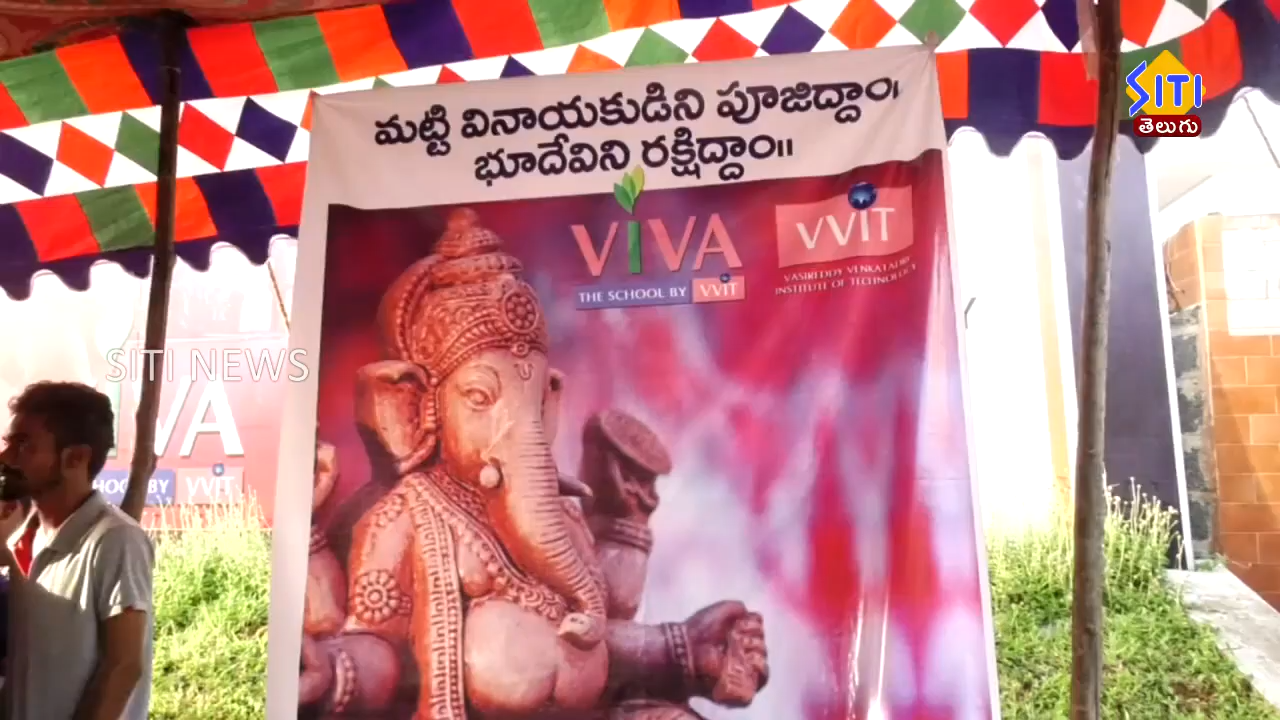 మట్టి వినాయకుడిని పూజిద్దాం।
భూదేవిని రక్షిద్దాం॥
SITI
తెలుగు
VIVA
THE SCHOOL BY VVIT
VVIT
VASIREDDY VENKATADRI
INSTITUTE OF TECHNOLOGY
SITI NEWS
VA
BY VVIT